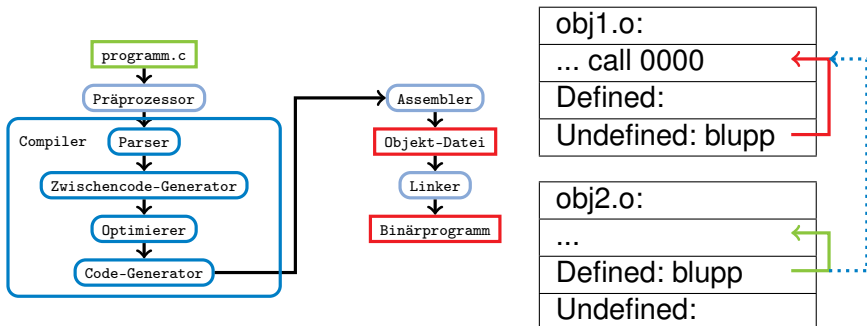 programm.c
Präprozessor
Compiler
Parser
Zwischencode-Generator
Optimierer
Code-Generator
Assembler
Objekt-Datei
Linker
Binärprogramm
obj1.o:
... call 0000
Defined:
Undefined: blupp
obj2.o:
...
Defined: blupp
Undefined: